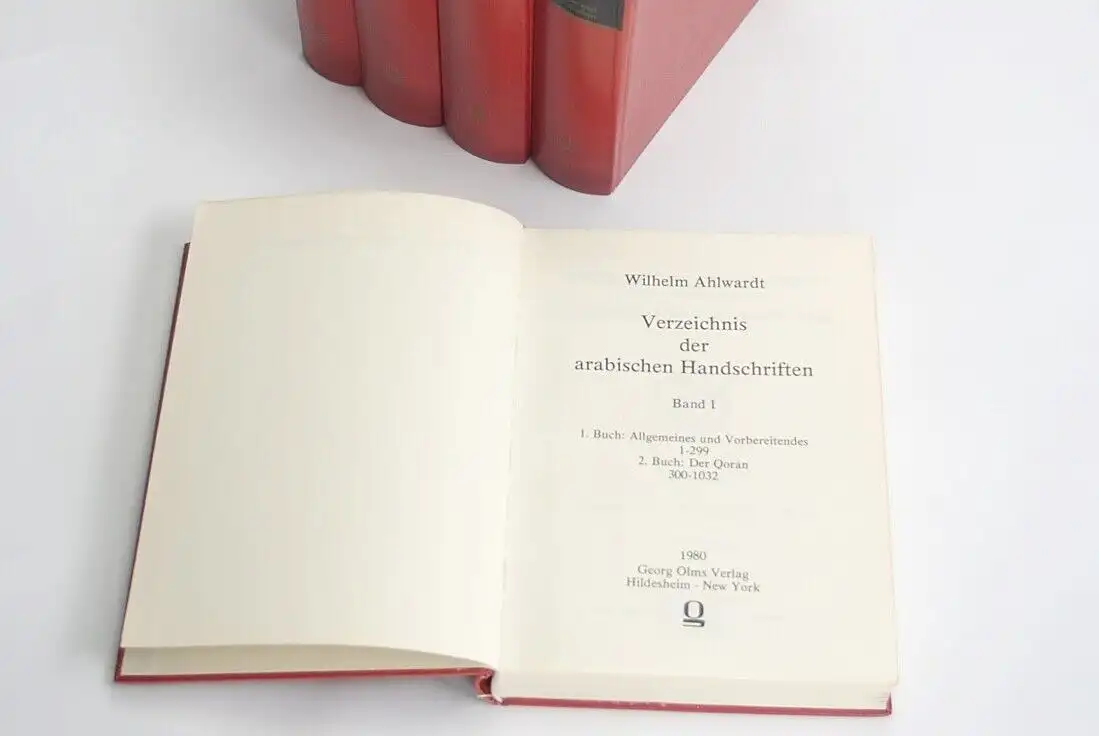 Wilhelm Ahlwardt
Verzeichnis
der
arabischen Handschriften
Band I
1. Buch: Allgemeines und Vorbereitendes
1-299
2. Buch: Der Qorān
300-1032
1980
Georg Olms Verlag
Hildesheim - New York